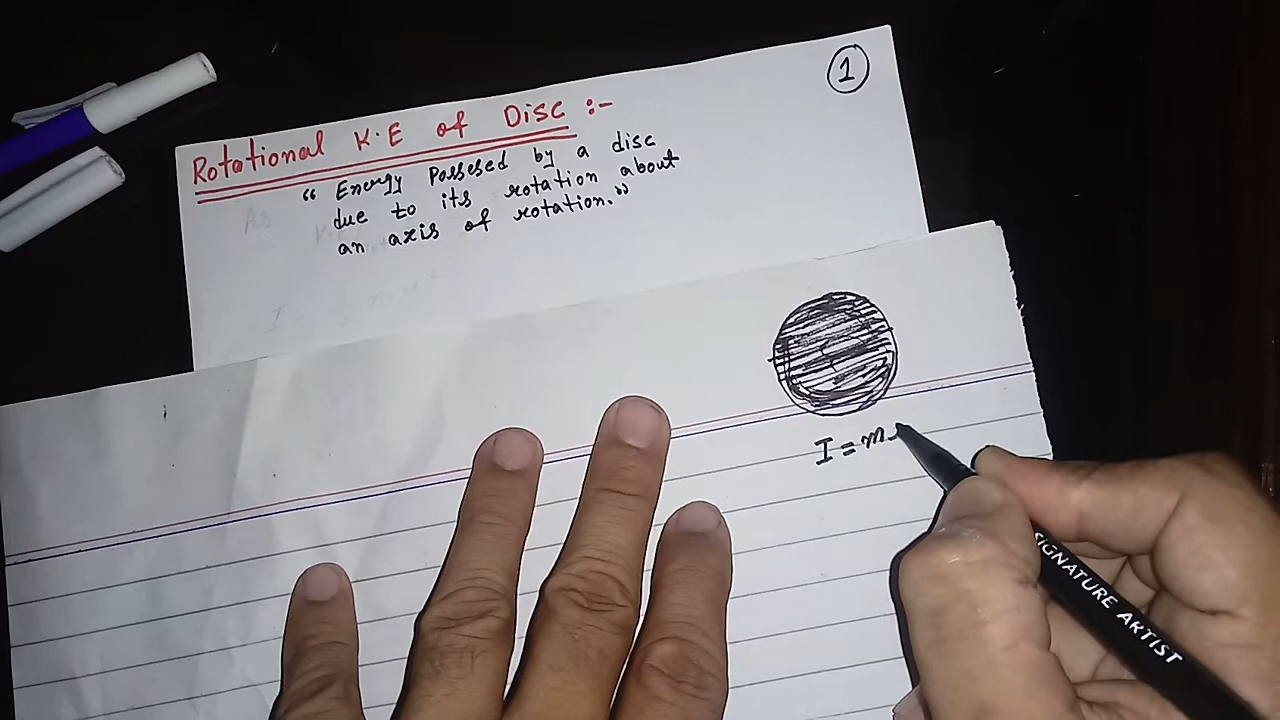 1
Rotational K.E of Disc :-
“ Energy Possesed by a disc
due to its rotation about
an axis of rotation.”
I = m
SIGNATURE ARTIST